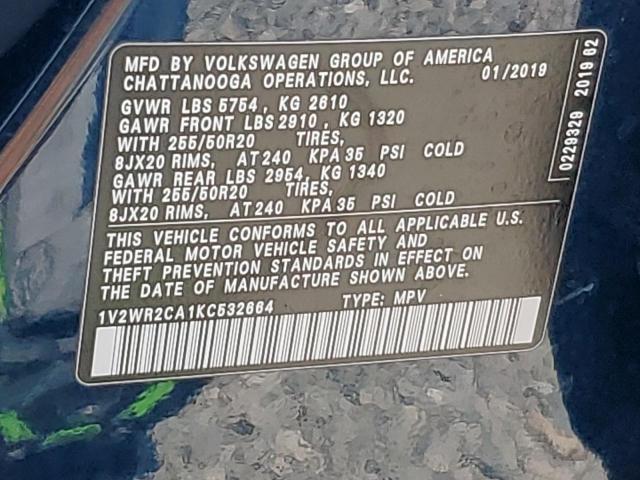 MFD BY VOLKSWAGEN GROUP OF AMERICA
CHATTANOOGA OPERATIONS, LLC. 01/2019
GVWR LBS 5754, KG 2610
GAWR FRONT LBS 2910, KG 1320
WITH 255/50R20 TIRES,
8JX20 RIMS, AT 240 KPA 35 PSI COLD
GAWR REAR LBS 2954, KG 1340
WITH 255/50R20 TIRES,
8JX20 RIMS, AT 240 KPA 35 PSI COLD
THIS VEHICLE CONFORMS TO ALL APPLICABLE U.S.
FEDERAL MOTOR VEHICLE SAFETY AND
THEFT PREVENTION STANDARDS IN EFFECT ON
THE DATE OF MANUFACTURE SHOWN ABOVE.
1V2WR2CA1KC532664 TYPE: MPV
0229329 2019 62